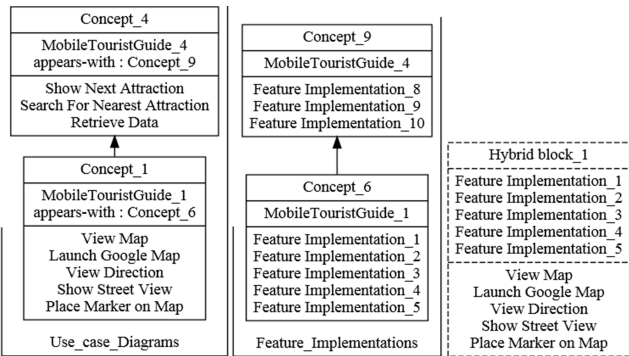 Concept_4
MobileTouristGuide_4
appears-with : Concept_9
Show Next Attraction
Search For Nearest Attraction
Retrieve Data
Concept_1
MobileTouristGuide_1
appears-with : Concept_6
View Map
Launch Google Map
View Direction
Show Street View
Place Marker on Map
Use_case_Diagrams
Concept_9
MobileTouristGuide_4
Feature Implementation_8
Feature Implementation_9
Feature Implementation_10
Concept_6
MobileTouristGuide_1
Feature Implementation_1
Feature Implementation_2
Feature Implementation_3
Feature Implementation_4
Feature Implementation_5
Feature_Implementations
Hybrid block_1
Feature Implementation_1
Feature Implementation_2
Feature Implementation_3
Feature Implementation_4
Feature Implementation_5
View Map
Launch Google Map
View Direction
Show Street View
Place Marker on Map